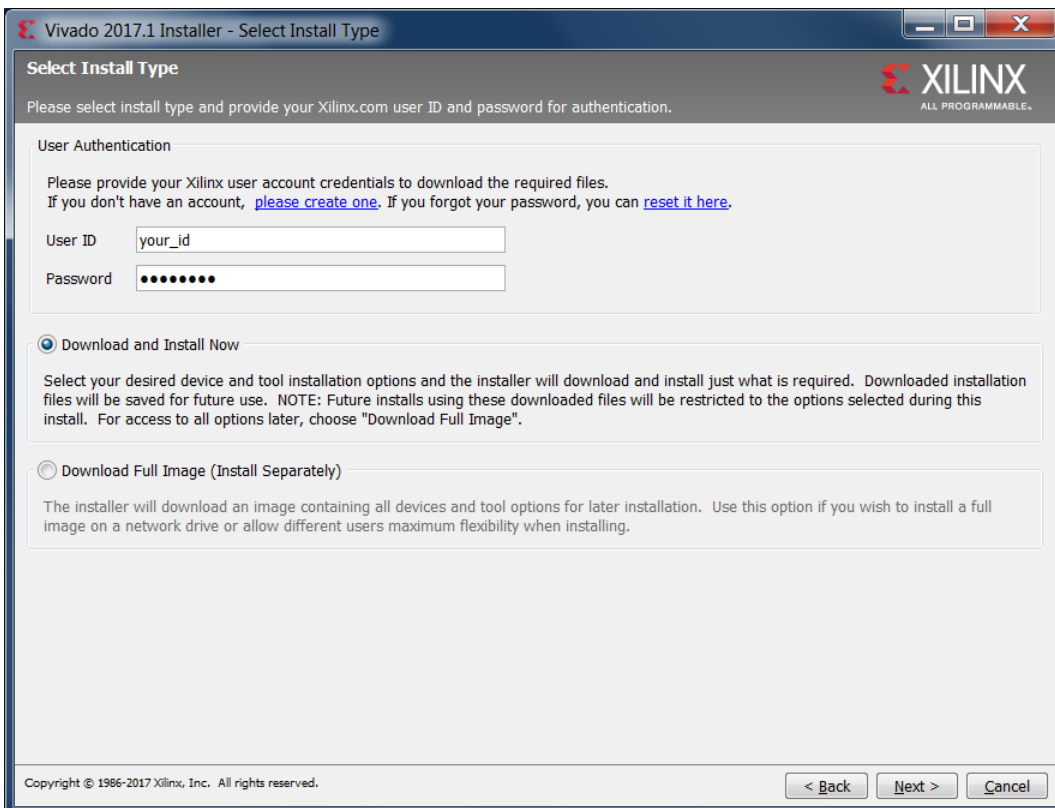 Vivado 2017.1 Installer - Select Install Type
Select Install Type
XILINX
ALL PROGRAMMABLE™
Please select install type and provide your Xilinx.com user ID and password for authentication.
User Authentication
Please provide your Xilinx user account credentials to download the required files.
If you don't have an account, please create one. If you forgot your password, you can reset it here.
User ID your_id
Password ●●●●●●●●
Download and Install Now
Select your desired device and tool installation options and the installer will download and install just what is required. Downloaded installation
files will be saved for future use. NOTE: Future installs using these downloaded files will be restricted to the options selected during this
install. For access to all options later, choose "Download Full Image".
Download Full Image (Install Separately)
The installer will download an image containing all devices and tool options for later installation. Use this option if you wish to install a full
image on a network drive or allow different users maximum flexibility when installing.
Copyright © 1986-2017 Xilinx, Inc. All rights reserved.
< Back Next > Cancel